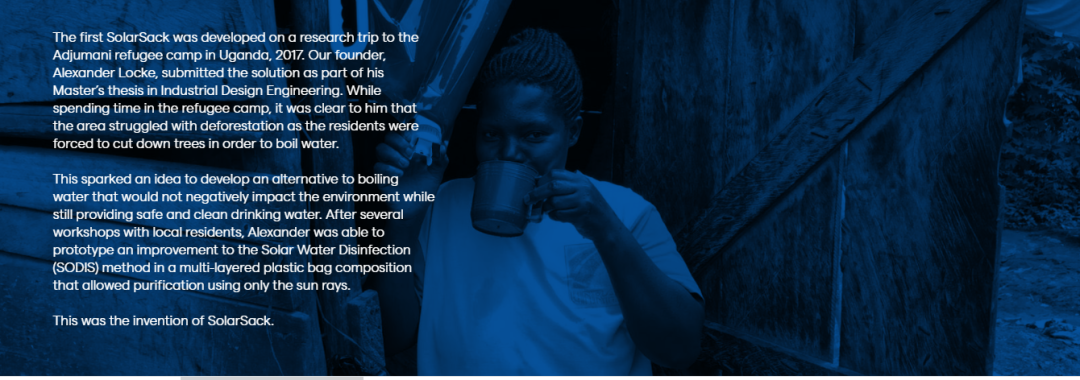 The first SolarSack was developed on a research trip to the
Adjumani refugee camp in Uganda, 2017. Our founder,
Alexander Locke, submitted the solution as part of his
Master's thesis in Industrial Design Engineering. While
spending time in the refugee camp, it was clear to him that
the area struggled with deforestation as the residents were
forced to cut down trees in order to boil water.
This sparked an idea to develop an alternative to boiling
water that would not negatively impact the environment while
still providing safe and clean drinking water. After several
workshops with local residents, Alexander was able to
prototype an improvement to the Solar Water Disinfection
(SODIS) method in a multi-layered plastic bag composition
that allowed purification using only the sun rays.
This was the invention of SolarSack.